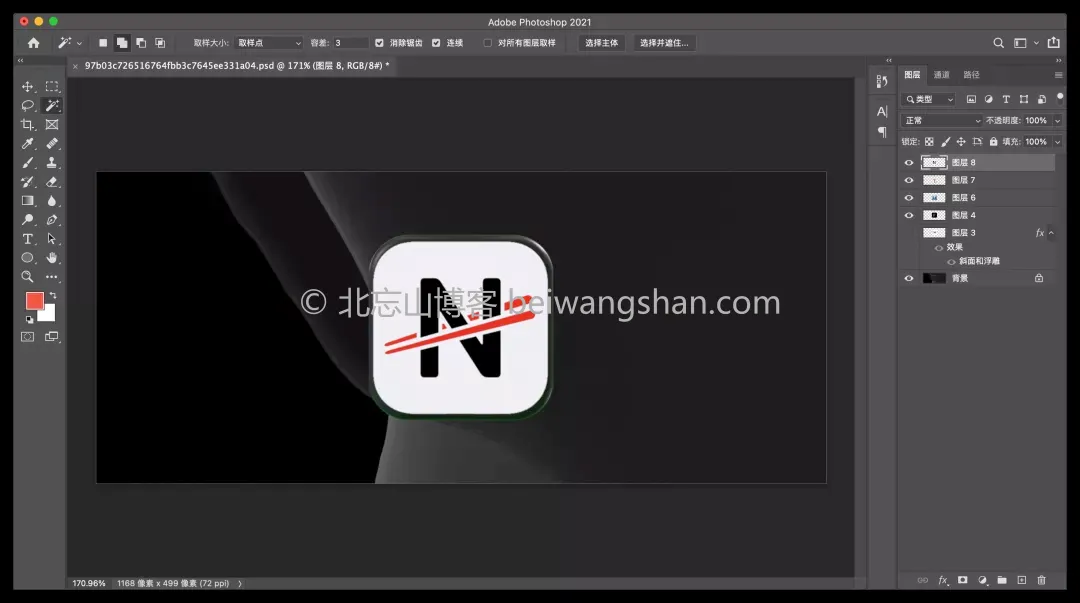 Adobe Photoshop 2021
取样大小: 取样点 容差: 3 消除锯齿 连续 对所有图层取样 选择主体 选择并遮住...
97b03c726516764fbb3c7645ee331a04.psd @ 171% (图层 8, RGB/8#) *
图层 通道 路径
类型
正常 不透明度: 100%
锁定: 填充: 100%
图层 8
图层 7
图层 6
图层 4
图层 3 fx
效果
斜面和浮雕
背景
N
© 北忘山博客 beiwangshan.com
170.96% 1168 像素 x 499 像素 (72 ppi)